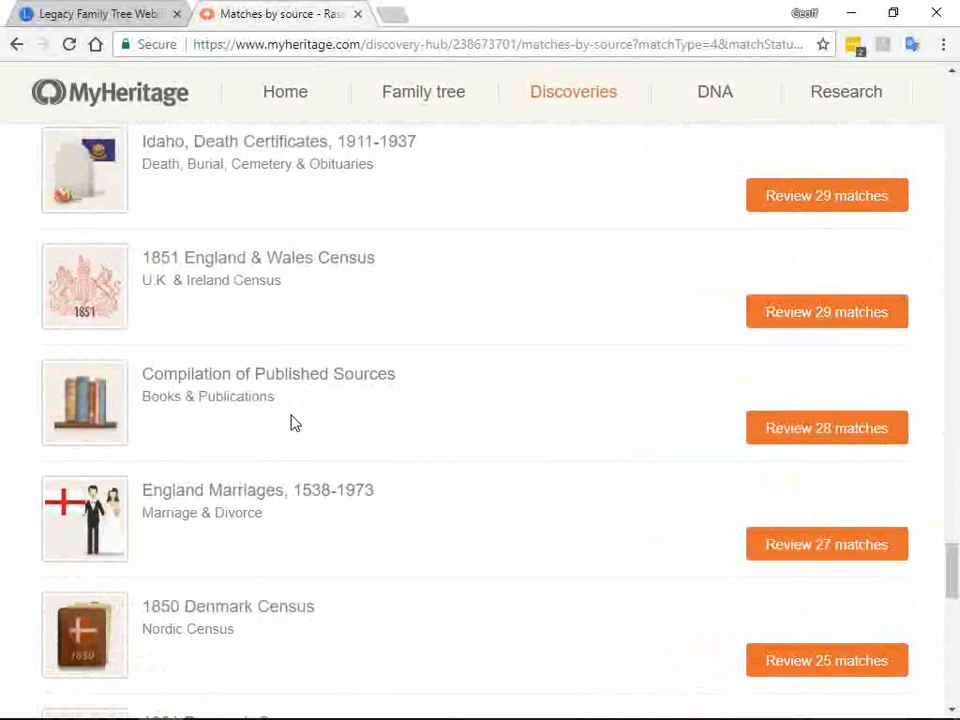 Legacy Family Tree Web
Matches by source - Ras
Geoff
Secure
https://www.myheritage.com/discovery-hub/238673701/matches-by-source?matchType=4&matchStatu...
2
MyHeritage
Home
Family tree
Discoveries
DNA
Research
Idaho, Death Certificates, 1911-1937
Death, Burial, Cemetery & Obituaries
Review 29 matches
1851 England & Wales Census
U.K & Ireland Census
1851
Review 29 matches
Compilation of Published Sources
Books & Publications
Review 28 matches
England Marriages, 1538-1973
Marriage & Divorce
Review 27 matches
1850 Denmark Census
Nordic Census
1850
Review 25 matches